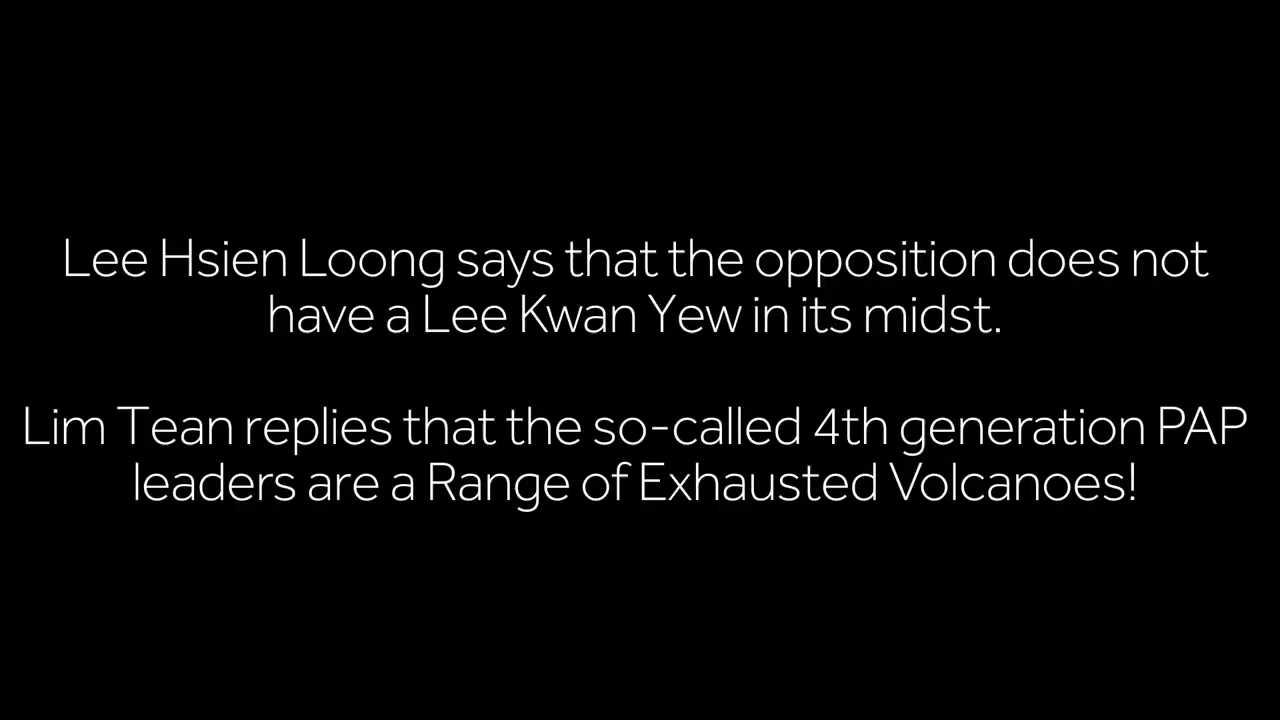 Lee Hsien Loong says that the opposition does not
have a Lee Kwan Yew in its midst.
Lim Tean replies that the so-called 4th generation PAP
leaders are a Range of Exhausted Volcanoes!